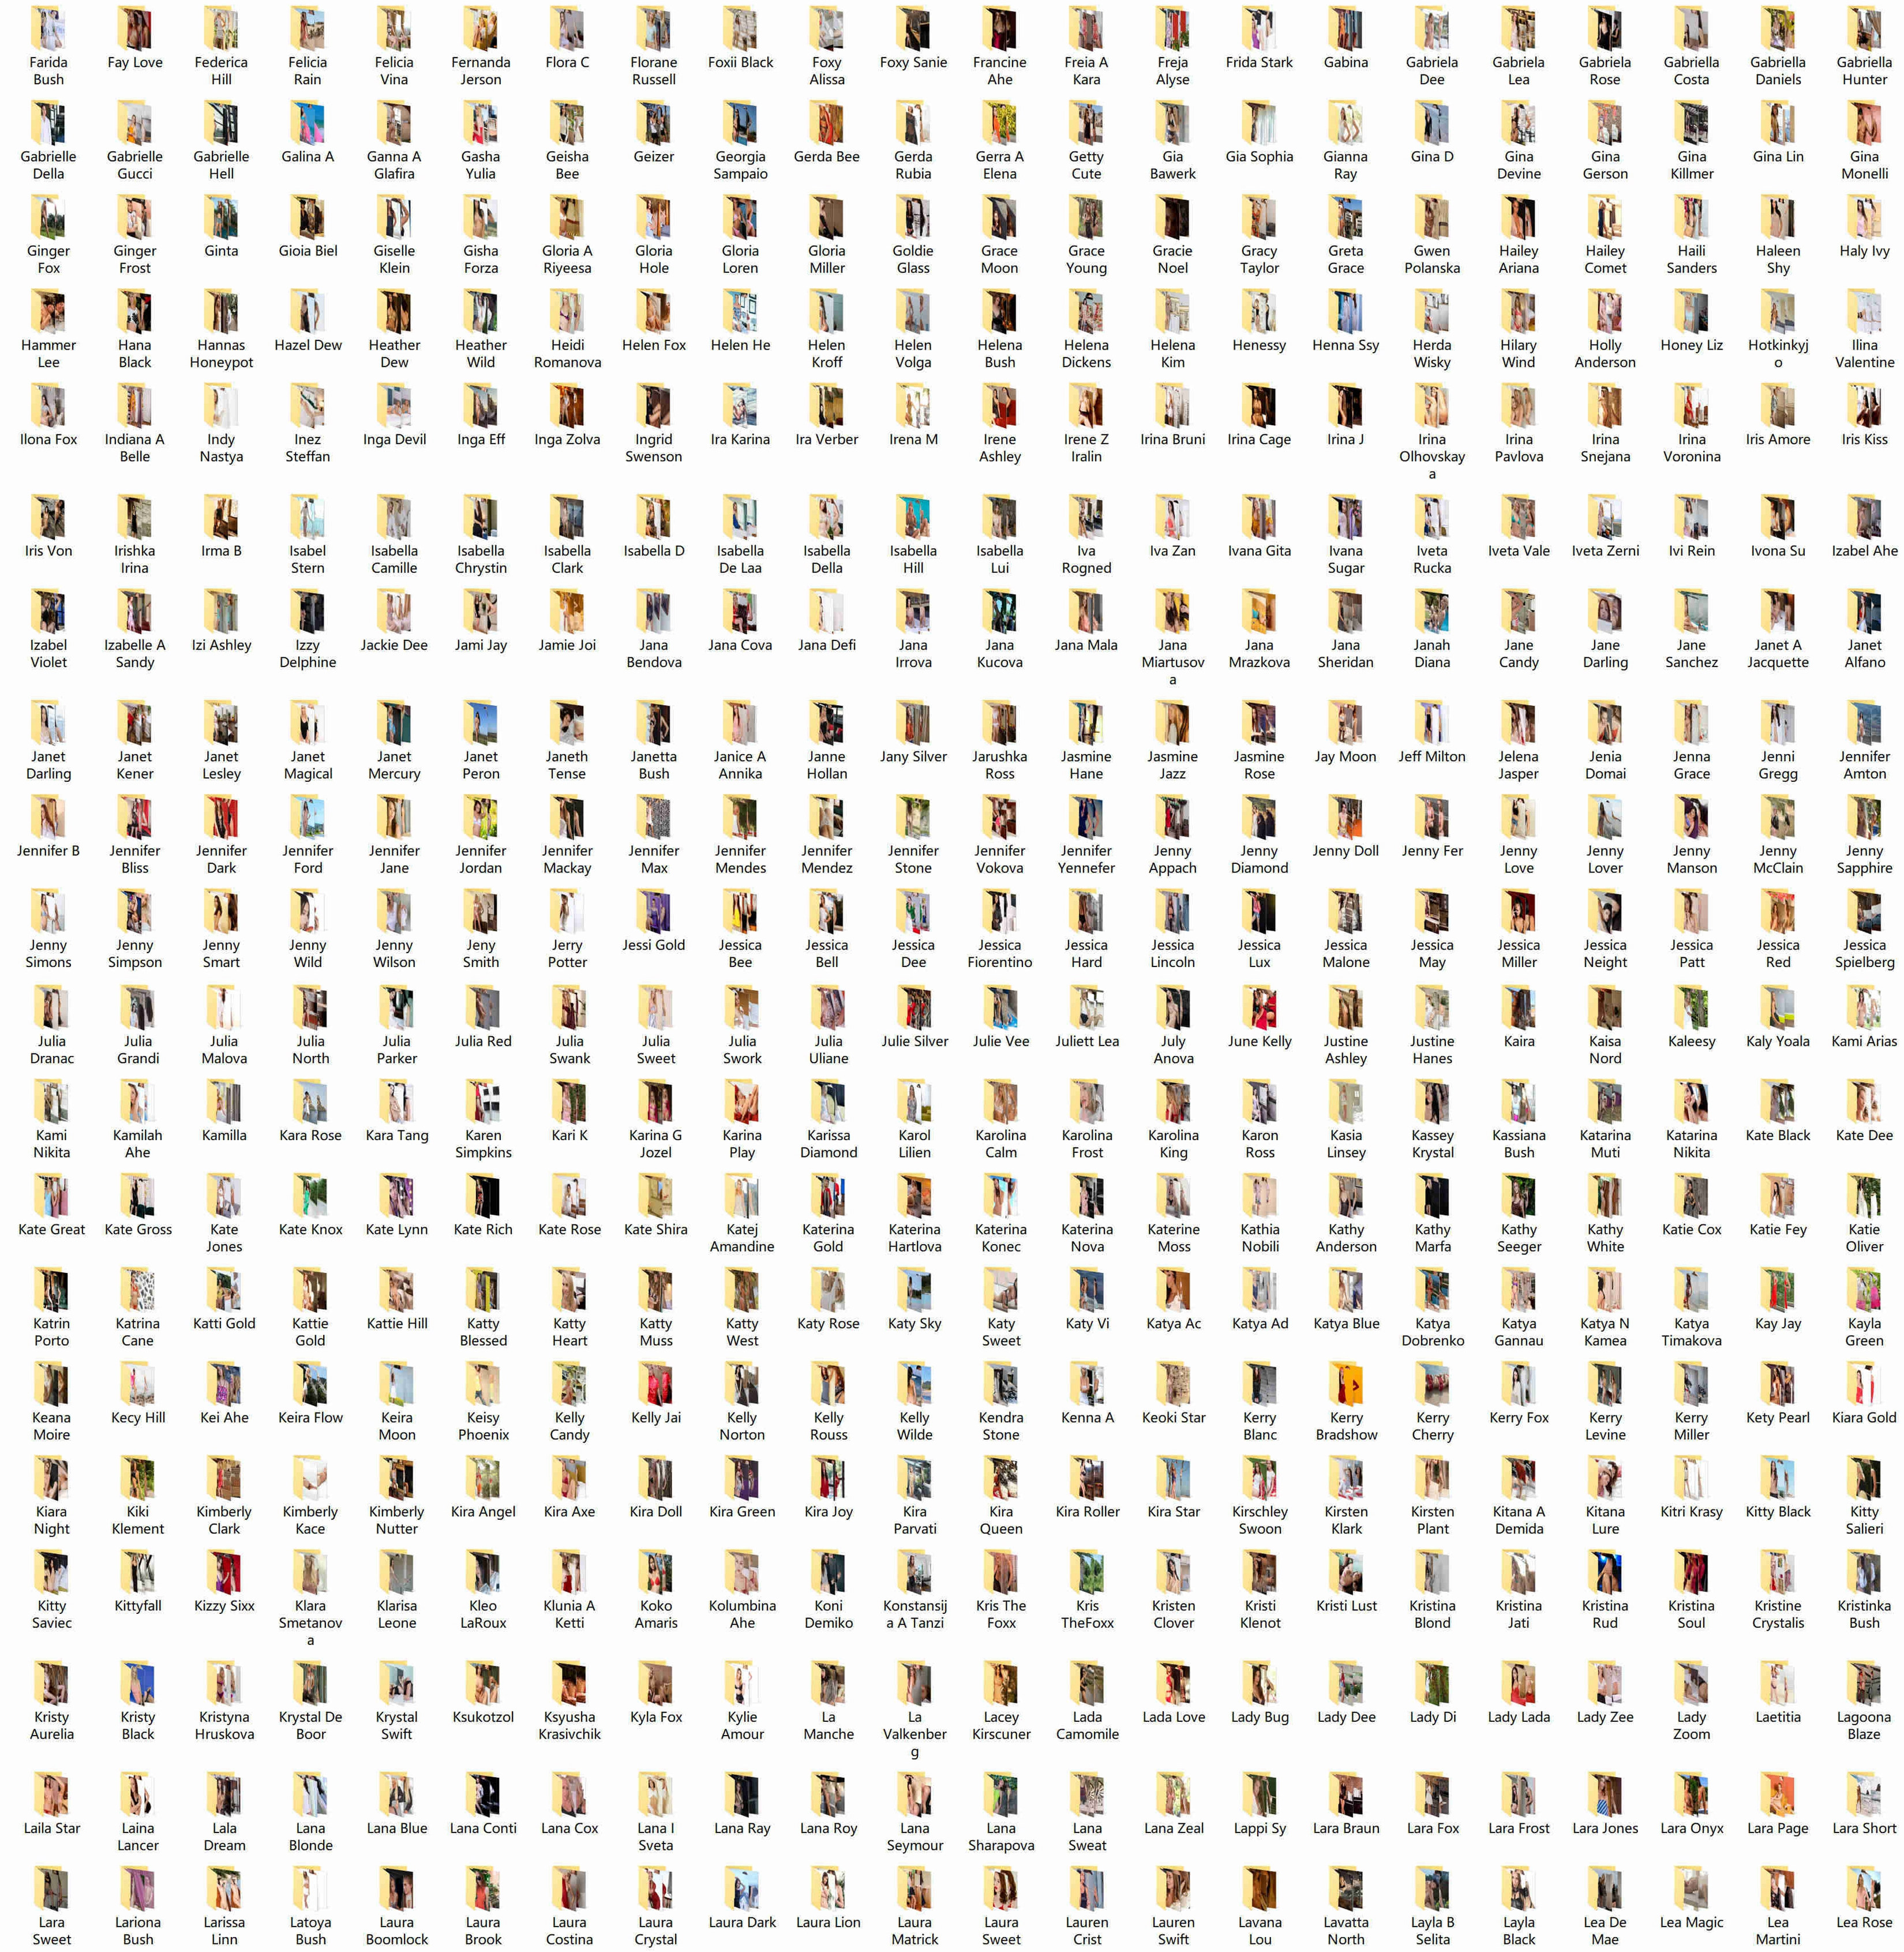 Farida Bush
Fay Love
Federica Hill
Felicia Rain
Felicia Vina
Fernanda Jerson
Flora C
Florane Russell
Foxii Black
Foxy Alissa
Foxy Sanie
Francine Ahe
Freia A Kara
Freja Alyse
Frida Stark
Gabina
Gabriela Dee
Gabriela Lea
Gabriela Rose
Gabriella Costa
Gabriella Daniels
Gabriella Hunter
Gabrielle Della
Gabrielle Gucci
Gabrielle Hell
Galina A
Ganna A Glafira
Gasha Yulia
Geisha Bee
Geizer
Georgia Sampaio
Gerda Bee
Gerda Rubia
Gerra A Elena
Getty Cute
Gia Bawerk
Gia Sophia
Gianna Ray
Gina D
Gina Devine
Gina Gerson
Gina Killmer
Gina Lin
Gina Monelli
Ginger Fox
Ginger Frost
Ginta
Gioia Biel
Giselle Klein
Gisha Forza
Gloria A Riyeesa
Gloria Hole
Gloria Loren
Gloria Miller
Goldie Glass
Grace Moon
Grace Young
Gracie Noel
Gracy Taylor
Greta Grace
Gwen Polanska
Hailey Ariana
Hailey Comet
Haili Sanders
Haleen Shy
Haly Ivy
Hammer Lee
Hana Black
Hannas Honeypot
Hazel Dew
Heather Dew
Heather Wild
Heidi Romanova
Helen Fox
Helen He
Helen Kroff
Helen Volga
Helena Bush
Helena Dickens
Helena Kim
Henessy
Henna Ssy
Herda Wisky
Hilary Wind
Holly Anderson
Honey Liz
Hotkinkyjo
Ilina Valentine
Ilona Fox
Indiana A Belle
Indy Nastya
Inez Steffan
Inga Devil
Inga Eff
Inga Zolva
Ingrid Swenson
Ira Karina
Ira Verber
Irena M
Irene Ashley
Irene Z Iralin
Irina Bruni
Irina Cage
Irina J
Irina Olhovskaya
Irina Pavlova
Irina Snejana
Irina Voronina
Iris Amore
Iris Kiss
Iris Von
Irishka Irina
Irma B
Isabel Stern
Isabella Camille
Isabella Chrystin
Isabella Clark
Isabella D
Isabella De Laa
Isabella Della
Isabella Hill
Isabella Lui
Iva Rogned
Iva Zan
Ivana Gita
Ivana Sugar
Iveta Rucka
Iveta Vale
Iveta Zerni
Ivi Rein
Ivona Su
Izabel Ahe
Izabel Violet
Izabelle A Sandy
Izi Ashley
Izzy Delphine
Jackie Dee
Jami Jay
Jamie Joi
Jana Bendova
Jana Cova
Jana Defi
Jana Irrova
Jana Kucova
Jana Mala
Jana Miartusova
Jana Mrazkova
Jana Sheridan
Janah Diana
Jane Candy
Jane Darling
Jane Sanchez
Janet A Jacquette
Janet Alfano
Janet Darling
Janet Kener
Janet Lesley
Janet Magical
Janet Mercury
Janet Peron
Janeth Tense
Janetta Bush
Janice A Annika
Janne Hollan
Jany Silver
Jarushka Ross
Jasmine Hane
Jasmine Jazz
Jasmine Rose
Jay Moon
Jeff Milton
Jelena Jasper
Jenia Domai
Jenna Grace
Jenni Gregg
Jennifer Amton
Jennifer B
Jennifer Bliss
Jennifer Dark
Jennifer Ford
Jennifer Jane
Jennifer Jordan
Jennifer Mackay
Jennifer Max
Jennifer Mendes
Jennifer Mendez
Jennifer Stone
Jennifer Vokova
Jennifer Yennefer
Jenny Appach
Jenny Diamond
Jenny Doll
Jenny Fer
Jenny Love
Jenny Lover
Jenny Manson
Jenny McClain
Jenny Sapphire
Jenny Simons
Jenny Simpson
Jenny Smart
Jenny Wild
Jenny Wilson
Jeny Smith
Jerry Potter
Jessi Gold
Jessica Bee
Jessica Bell
Jessica Dee
Jessica Fiorentino
Jessica Hard
Jessica Lincoln
Jessica Lux
Jessica Malone
Jessica May
Jessica Miller
Jessica Neight
Jessica Patt
Jessica Red
Jessica Spielberg
Julia Dranac
Julia Grandi
Julia Malova
Julia North
Julia Parker
Julia Red
Julia Swank
Julia Sweet
Julia Swork
Julia Uliane
Julie Silver
Julie Vee
Juliett Lea
July Anova
June Kelly
Justine Ashley
Justine Hanes
Kaira
Kaisa Nord
Kaleesy
Kaly Yoala
Kami Arias
Kami Nikita
Kamilah Ahe
Kamilla
Kara Rose
Kara Tang
Karen Simpkins
Kari K
Karina G Jozel
Karina Play
Karissa Diamond
Karol Lilien
Karolina Calm
Karolina Frost
Karolina King
Karon Ross
Kasia Linsey
Kassey Krystal
Kassiana Bush
Katarina Muti
Katarina Nikita
Kate Black
Kate Dee
Kate Great
Kate Gross
Kate Jones
Kate Knox
Kate Lynn
Kate Rich
Kate Rose
Kate Shira
Katej Amandine
Katerina Gold
Katerina Hartlova
Katerina Konec
Katerina Nova
Katerine Moss
Kathia Nobili
Kathy Anderson
Kathy Marfa
Kathy Seeger
Kathy White
Katie Cox
Katie Fey
Katie Oliver
Katrin Porto
Katrina Cane
Katti Gold
Kattie Gold
Kattie Hill
Katty Blessed
Katty Heart
Katty Muss
Katty West
Katy Rose
Katy Sky
Katy Sweet
Katy Vi
Katya Ac
Katya Ad
Katya Blue
Katya Dobrenko
Katya Gannau
Katya N Kamea
Katya Timakova
Kay Jay
Kayla Green
Keana Moire
Kecy Hill
Kei Ahe
Keira Flow
Keira Moon
Keisy Phoenix
Kelly Candy
Kelly Jai
Kelly Norton
Kelly Rouss
Kelly Wilde
Kendra Stone
Kenna A
Keoki Star
Kerry Blanc
Kerry Bradshow
Kerry Cherry
Kerry Fox
Kerry Levine
Kerry Miller
Kety Pearl
Kiara Gold
Kiara Night
Kiki Klement
Kimberly Clark
Kimberly Kace
Kimberly Nutter
Kira Angel
Kira Axe
Kira Doll
Kira Green
Kira Joy
Kira Parvati
Kira Queen
Kira Roller
Kira Star
Kirschley Swoon
Kirsten Klark
Kirsten Plant
Kitana A Demida
Kitana Lure
Kitri Krasy
Kitty Black
Kitty Salieri
Kitty Saviec
Kittyfall
Kizzy Sixx
Klara Smetanova
Klarisa Leone
Kleo LaRoux
Klunia A Ketti
Koko Amaris
Kolumbina Ahe
Koni Demiko
Konstansija A Tanzi
Kris The Foxx
Kris TheFoxx
Kristen Clover
Kristi Klenot
Kristi Lust
Kristina Blond
Kristina Jati
Kristina Rud
Kristina Soul
Kristine Crystalis
Kristinka Bush
Kristy Aurelia
Kristy Black
Kristyna Hruskova
Krystal De Boor
Krystal Swift
Ksukotzol
Ksyusha Krasivchik
Kyla Fox
Kylie Amour
La Manche
La Valkenberg
Lacey Kirscuner
Lada Camomile
Lada Love
Lady Bug
Lady Dee
Lady Di
Lady Lada
Lady Zee
Lady Zoom
Laetitia
Lagoona Blaze
Laila Star
Laina Lancer
Lala Dream
Lana Blonde
Lana Blue
Lana Conti
Lana Cox
Lana I Sveta
Lana Ray
Lana Roy
Lana Seymour
Lana Sharapova
Lana Sweat
Lana Zeal
Lappi Sy
Lara Braun
Lara Fox
Lara Frost
Lara Jones
Lara Onyx
Lara Page
Lara Short
Lara Sweet
Lariona Bush
Larissa Linn
Latoya Bush
Laura Boomlock
Laura Brook
Laura Costina
Laura Crystal
Laura Dark
Laura Lion
Laura Matrick
Laura Sweet
Lauren Crist
Lauren Swift
Lavana Lou
Lavatta North
Layla B Selita
Layla Black
Lea De Mae
Lea Magic
Lea Martini
Lea Rose